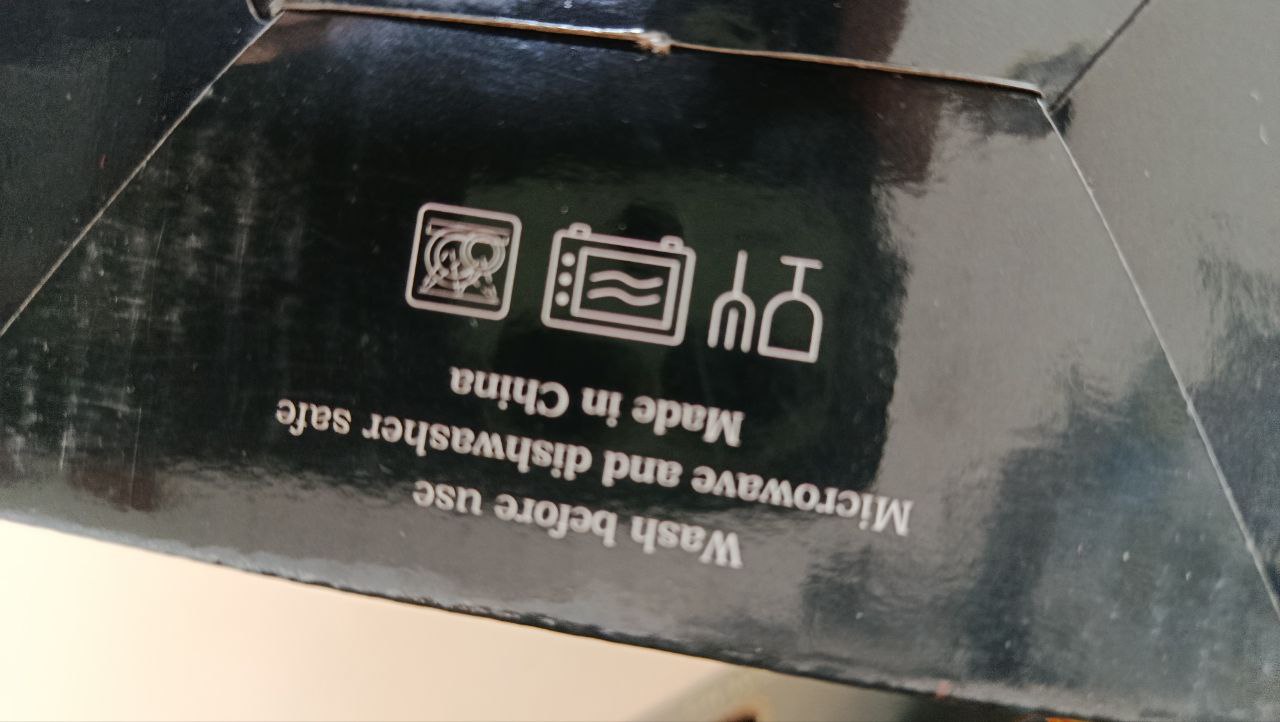 Wash before use
Microwave and dishwasher safe
Made in China